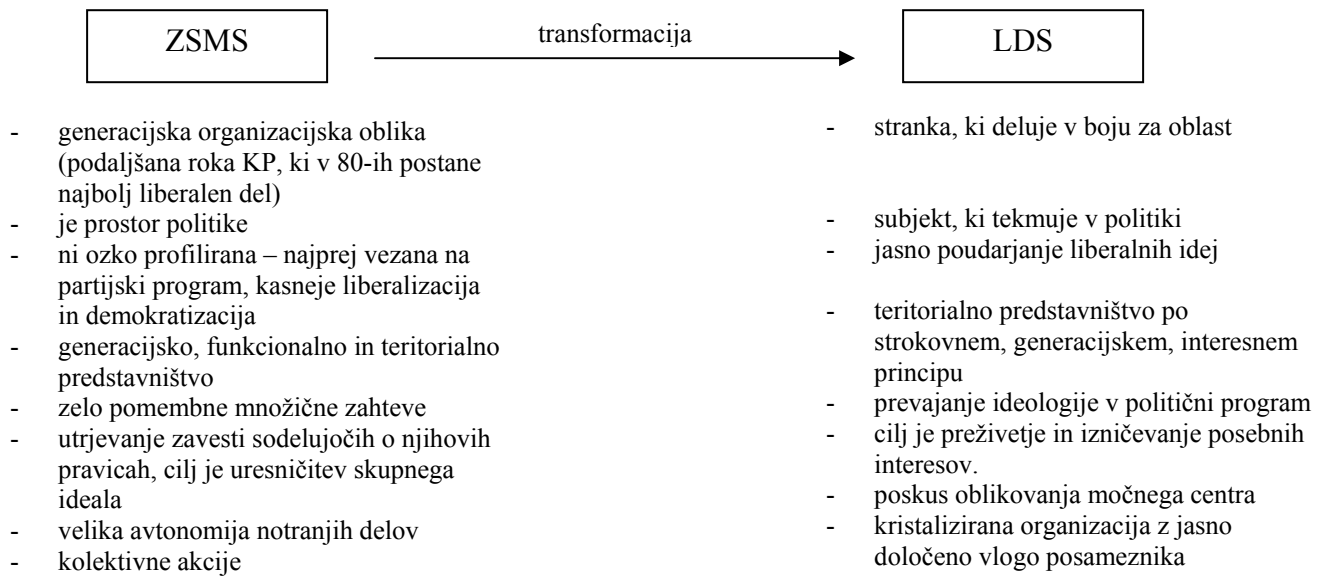 ZSMS
transformacija
LDS
- generacijska organizacijska oblika
(podaljšana roka KP, ki v 80-ih postane
najbolj liberalen del)
- je prostor politike
- ni ozko profilirana – najprej vezana na
partijski program, kasneje liberalizacija
in demokratizacija
- generacijsko, funkcionalno in teritorialno
predstavništvo
- zelo pomembne množične zahteve
- utrjevanje zavesti sodelujočih o njihovih
pravicah, cilj je uresničitev skupnega
ideala
- velika avtonomija notranjih delov
- kolektivne akcije
- stranka, ki deluje v boju za oblast
- subjekt, ki tekmuje v politiki
- jasno poudarjanje liberalnih idej
- teritorialno predstavništvo po
strokovnem, generacijskem, interesnem
principu
- prevajanje ideologije v politični program
- cilj je preživetje in izničevanje posebnih
interesov.
- poskus oblikovanja močnega centra
- kristalizirana organizacija z jasno
določeno vlogo posameznika